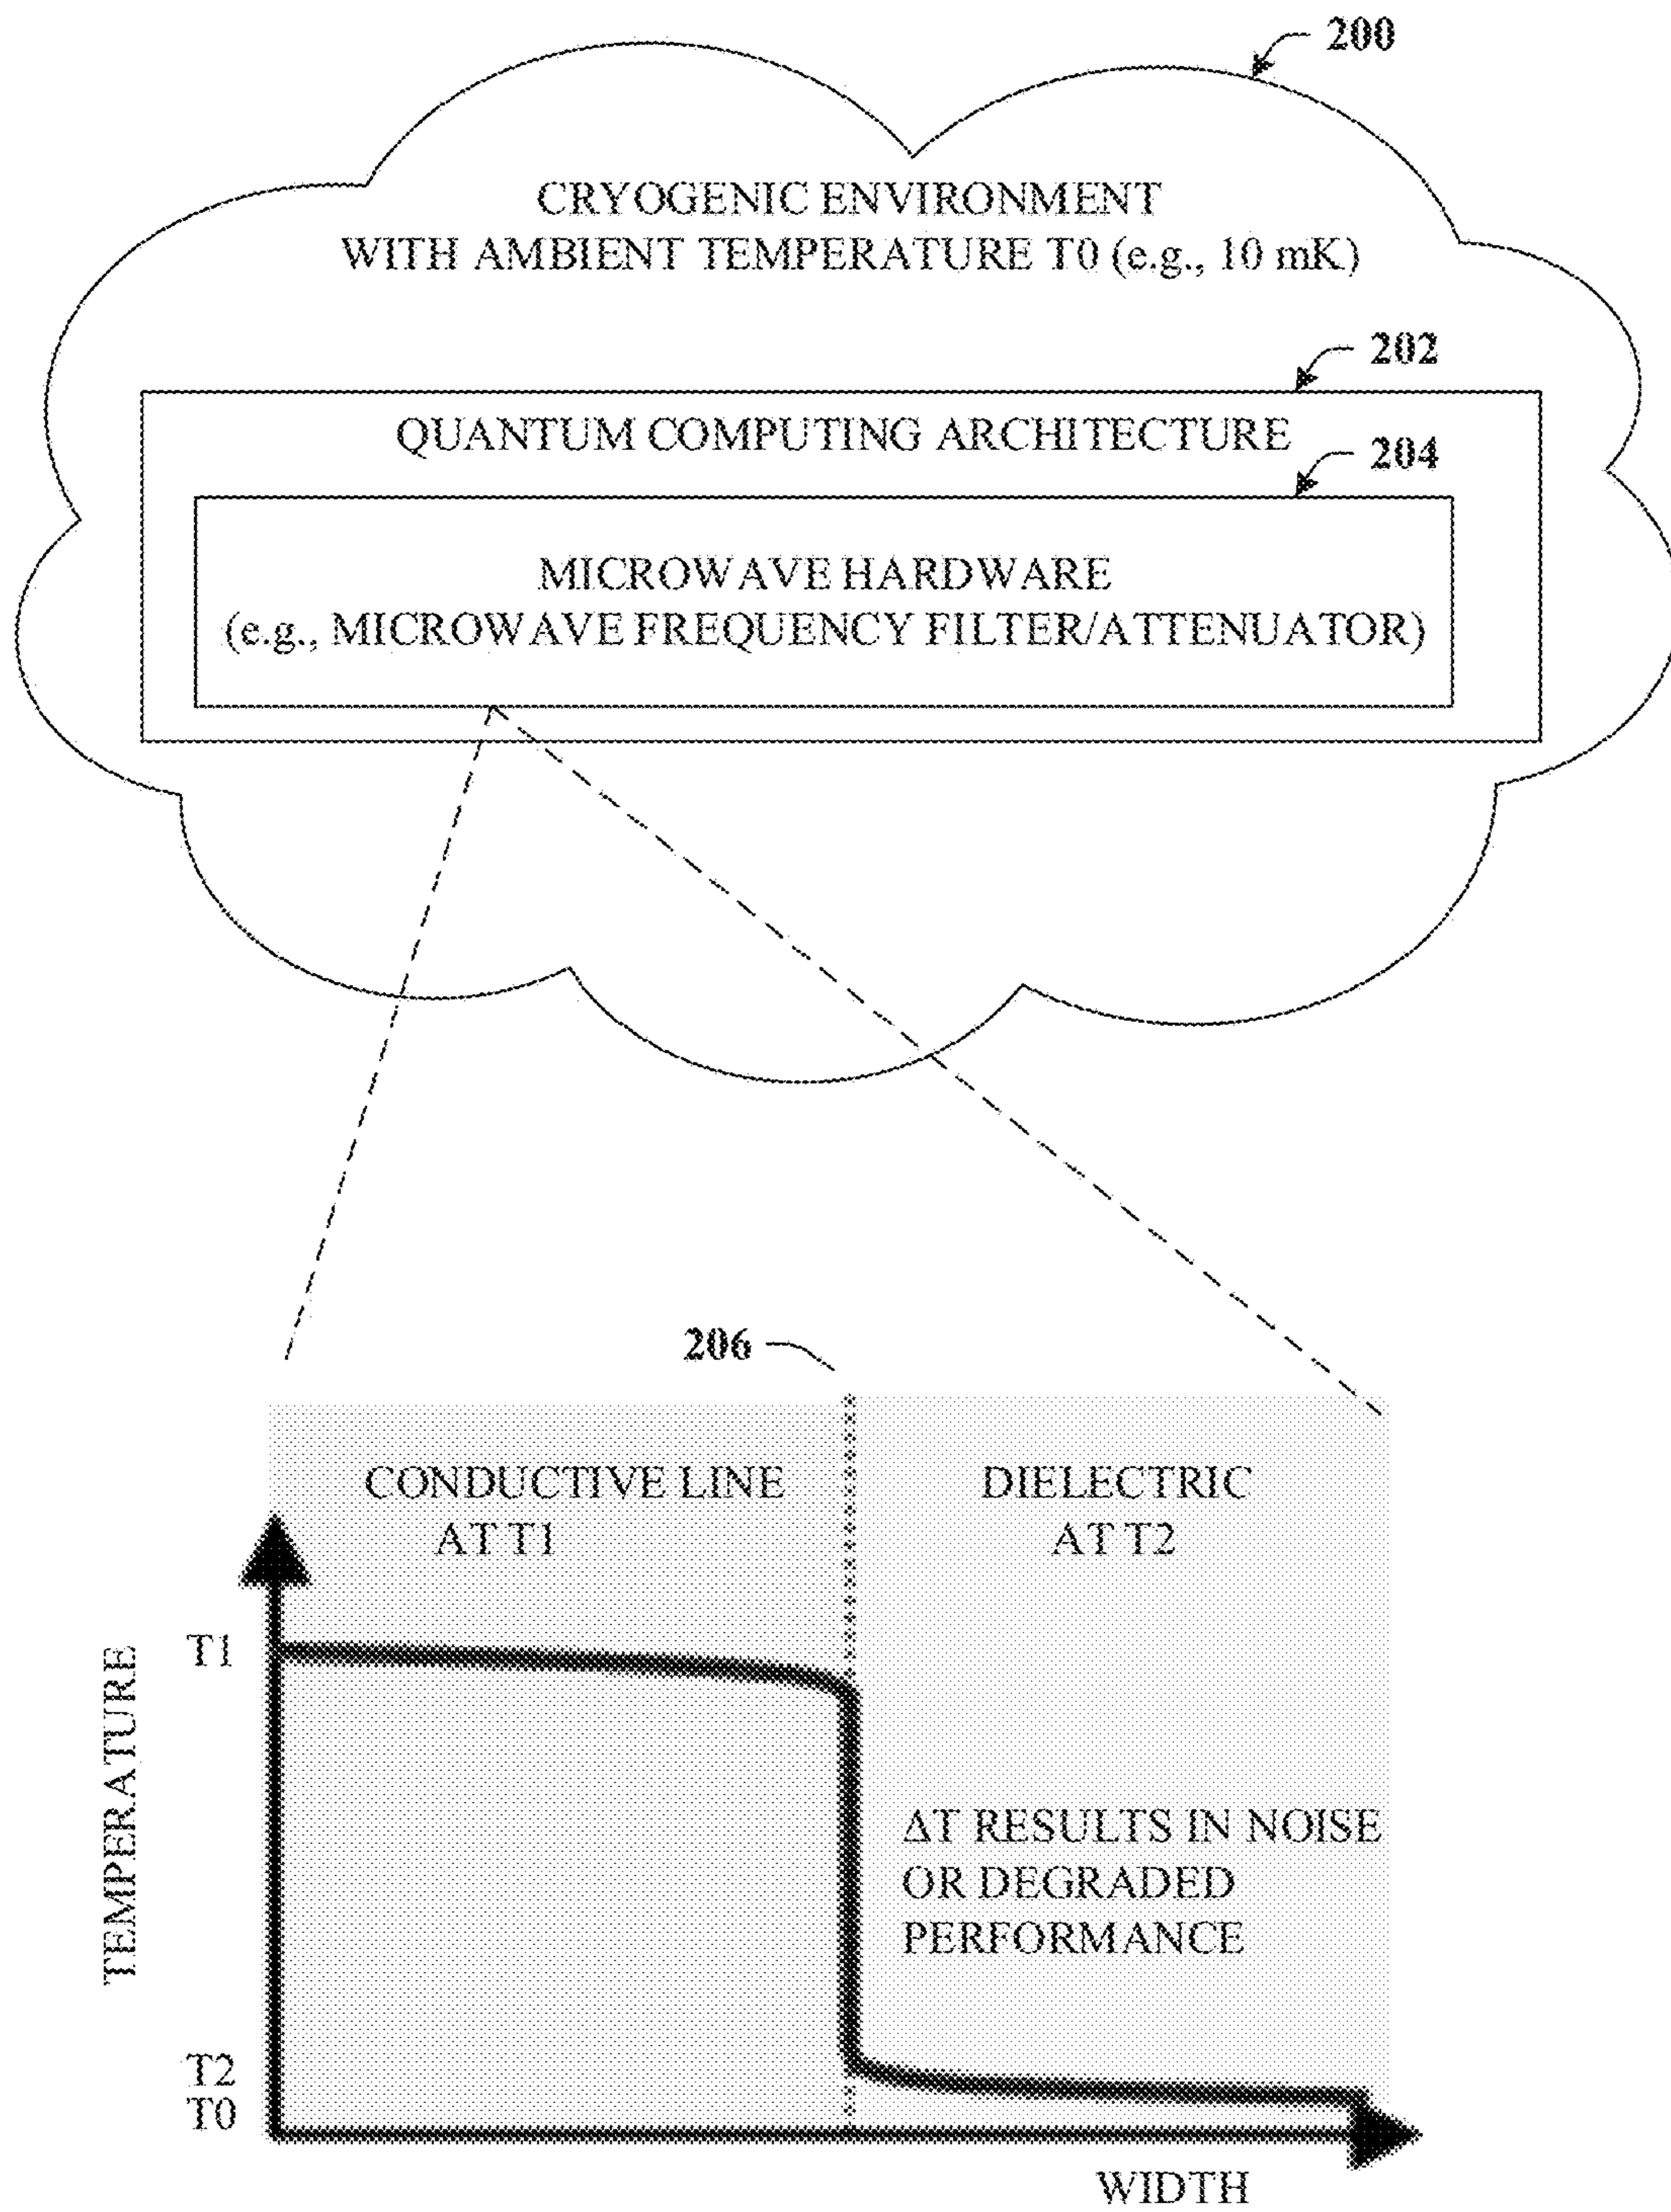 200
CRYOGENIC ENVIRONMENT
WITH AMBIENT TEMPERATURE T0 (e.g., 10 mK)
202
QUANTUM COMPUTING ARCHITECTURE
204
MICROWAVE HARDWARE
(e.g., MICROWAVE FREQUENCY FILTER/ATTENUATOR)
206
CONDUCTIVE LINE
AT T1
DIELECTRIC
AT T2
TEMPERATURE
T1
ΔT RESULTS IN NOISE
OR DEGRADED
PERFORMANCE
T2
T0
WIDTH